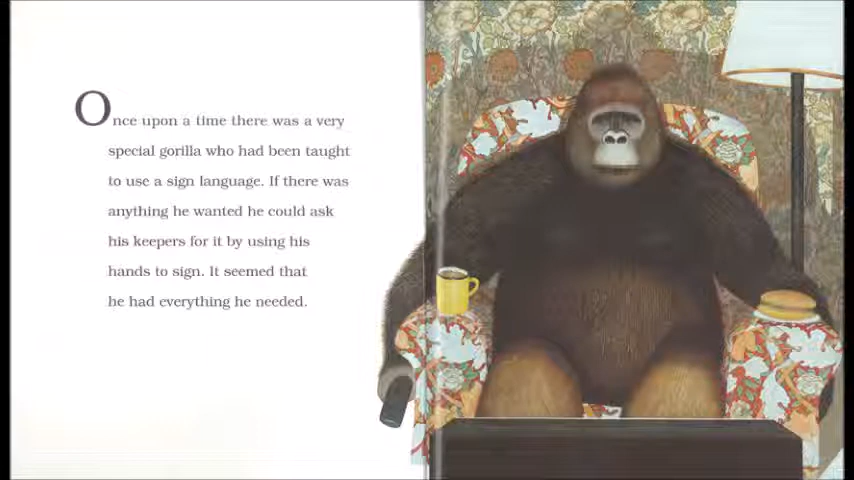 Once upon a time there was a very
special gorilla who had been taught
to use a sign language. If there was
anything he wanted he could ask
his keepers for it by using his
hands to sign. It seemed that
he had everything he needed.